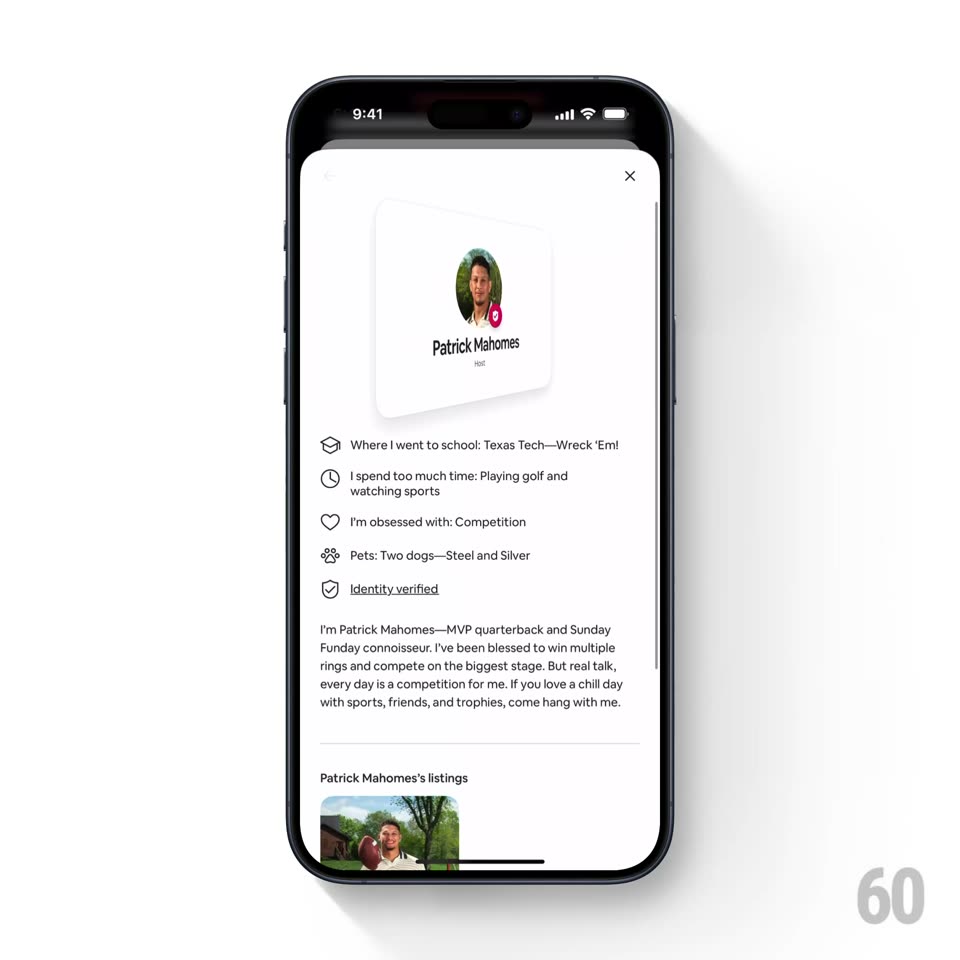 9:41
Patrick Mahomes
Host
Where I went to school: Texas Tech—Wreck ‘Em!
I spend too much time: Playing golf and
watching sports
I’m obsessed with: Competition
Pets: Two dogs—Steel and Silver
Identity verified
I’m Patrick Mahomes—MVP quarterback and Sunday
Funday connoisseur. I’ve been blessed to win multiple
rings and compete on the biggest stage. But real talk,
every day is a competition for me. If you love a chill day
with sports, friends, and trophies, come hang with me.
Patrick Mahomes’s listings
60